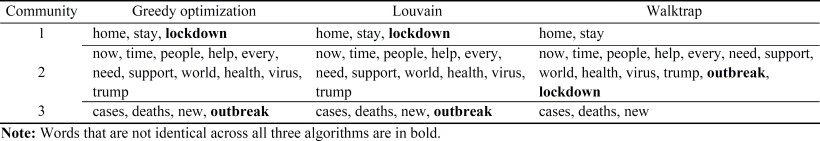 Community Greedy optimization Louvain Walktrap
1 home, stay, lockdown home, stay, lockdown home, stay
now, time, people, help, every, now, time, people, help, every, now, time, people, help, every, need, support,
2 need, support, world, health, virus, need, support, world, health, virus, world, health, virus, trump, outbreak,
trump trump lockdown
3 cases, deaths, new, outbreak cases, deaths, new, outbreak cases, deaths, new
Note: Words that are not identical across all three algorithms are in bold.